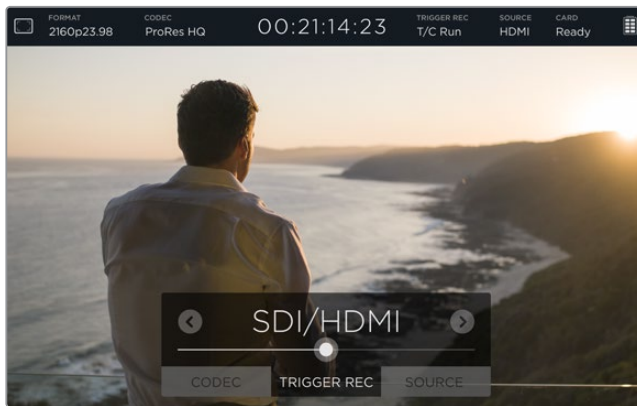 FORMAT CODEC 00:21:14:23 TRIGGER REC SOURCE CARD
2160p23.98 ProRes HQ T/C Run HDMI Ready
SDI/HDMI
CODEC TRIGGER REC SOURCE